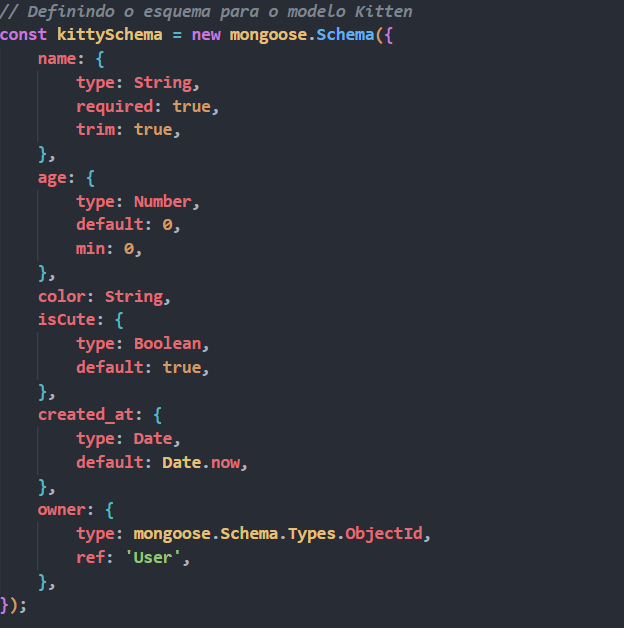 // Definindo o esquema para o modelo Kitten
const kittySchema = new mongoose.Schema({
    name: {
        type: String,
        required: true,
        trim: true,
    },
    age: {
        type: Number,
        default: 0,
        min: 0,
    },
    color: String,
    isCute: {
        type: Boolean,
        default: true,
    },
    created_at: {
        type: Date,
        default: Date.now,
    },
    owner: {
        type: mongoose.Schema.Types.ObjectId,
        ref: 'User',
    },
});